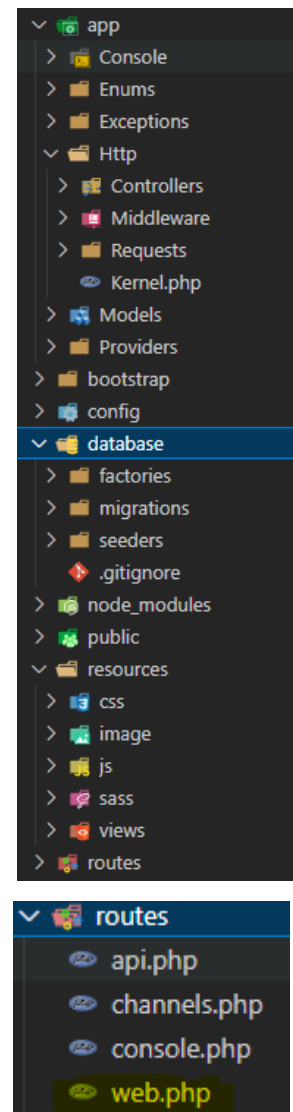 app
Console
Enums
Exceptions
Http
Controllers
Middleware
Requests
Kernel.php
Models
Providers
bootstrap
config
database
factories
migrations
seeders
.gitignore
node_modules
public
resources
css
image
js
sass
views
routes
routes
api.php
channels.php
console.php
web.php